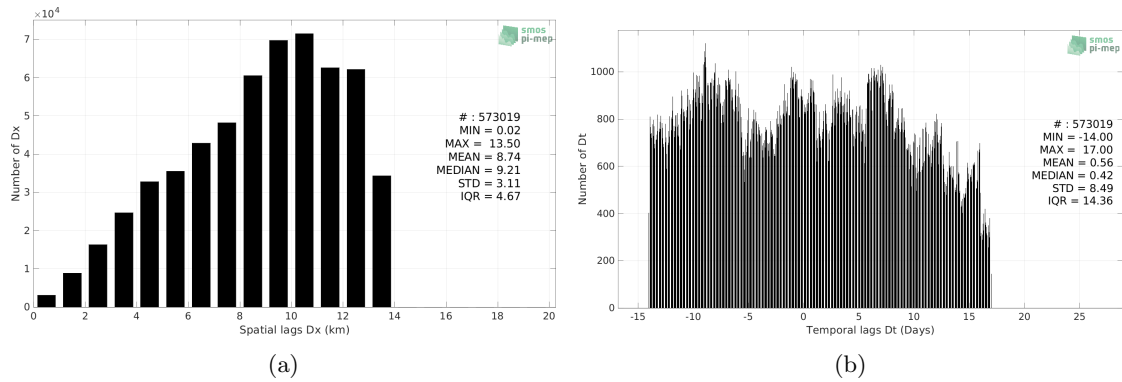 ×10⁴
7
6
5
4
3
2
1
0
Number of Dx
0 2 4 6 8 10 12 14 16 18 20
Spatial lags Dx (km)
smos
pi-mep
# : 573019
MIN = 0.02
MAX = 13.50
MEAN = 8.74
MEDIAN = 9.21
STD = 3.11
IQR = 4.67
(a)
1000
800
600
400
200
0
Number of Dt
-15 -10 -5 0 5 10 15 20 25
Temporal lags Dt (Days)
smos
pi-mep
# : 573019
MIN = -14.00
MAX = 17.00
MEAN = 0.56
MEDIAN = 0.42
STD = 8.49
IQR = 14.36
(b)